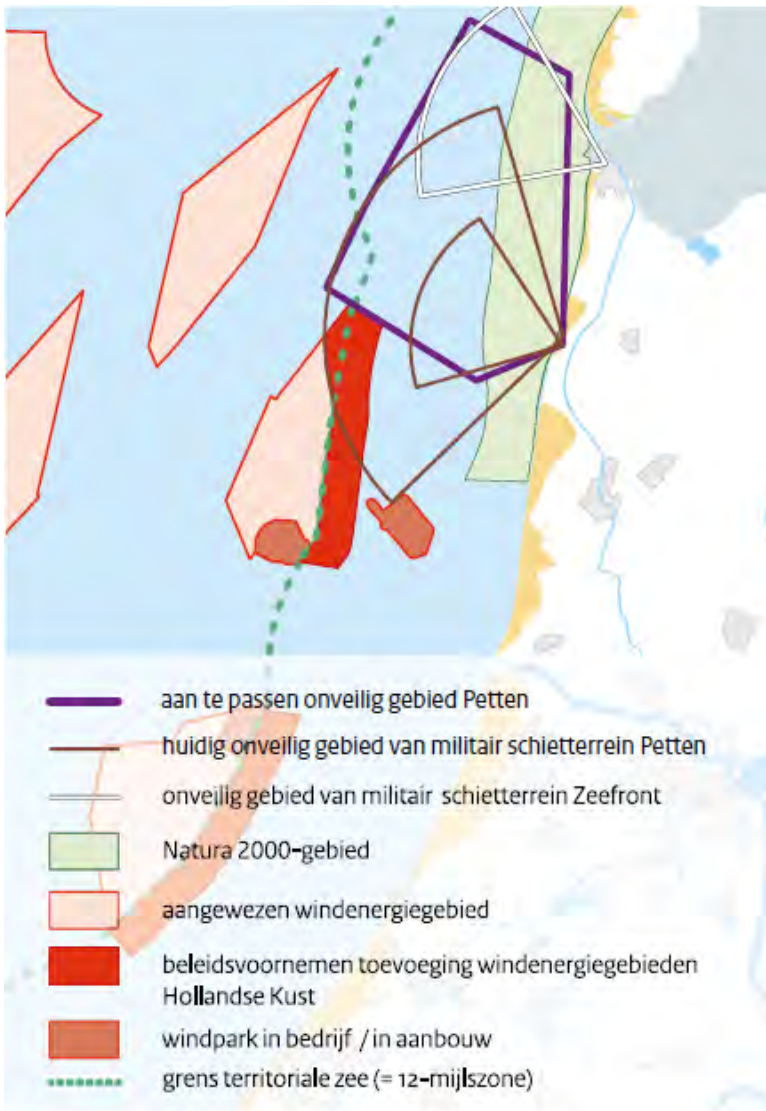 aan te passen onveilig gebied Petten
huidig onveilig gebied van militair schietterrein Petten
onveilig gebied van militair schietterrein Zeefront
Natura 2000-gebied
aangewezen windenergiegebied
beleidsvoornemen toevoeging windenergiegebieden
Hollandse Kust
windpark in bedrijf / in aanbouw
grens territoriale zee (= 12-mijlszone)